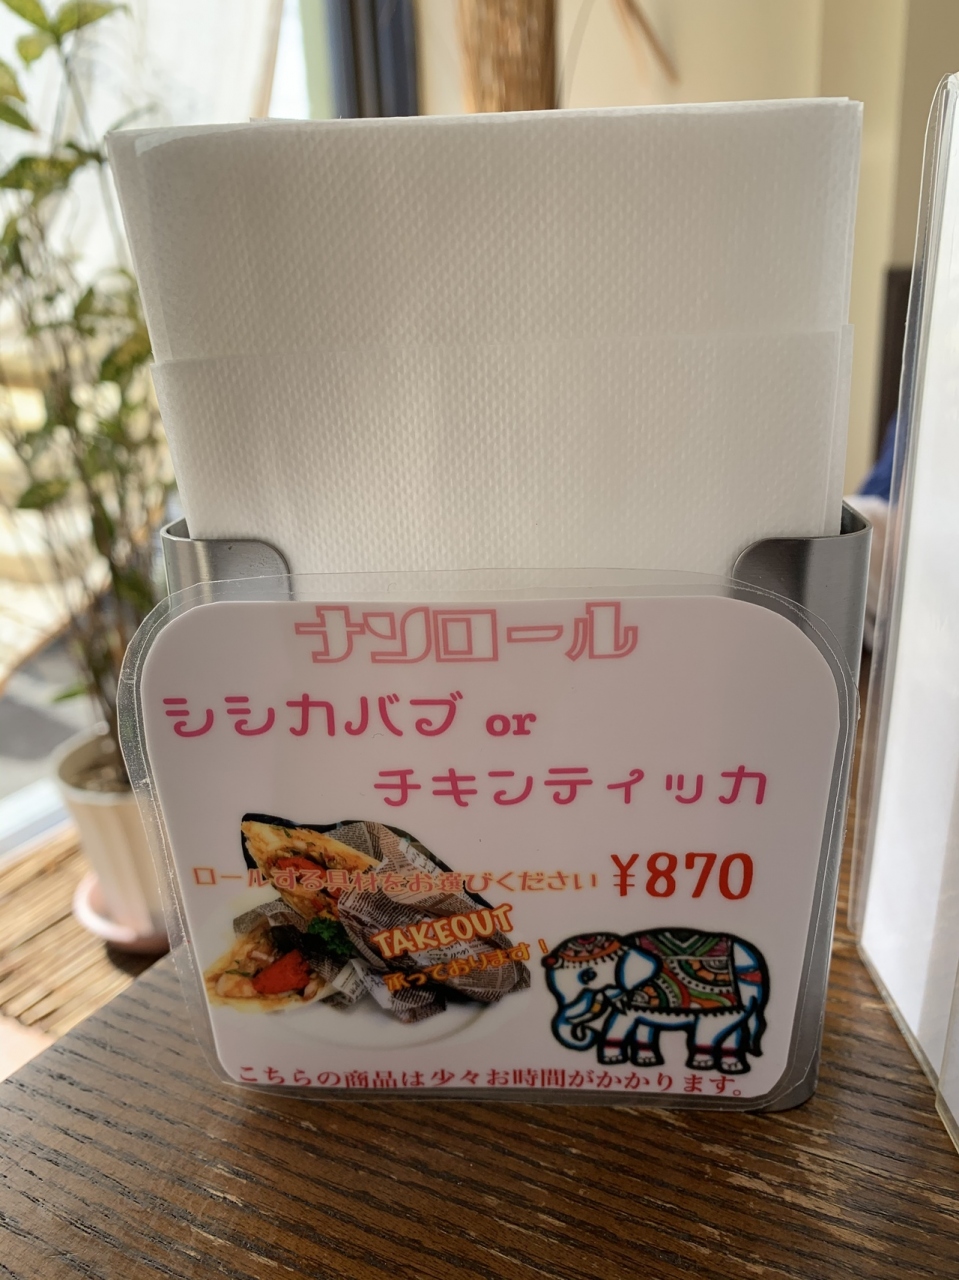 ナンロール
シシカバブ or
チキンティッカ
ロールする具材をお選びください ¥870
TAKEOUT
承っております!
こちらの商品は少々お時間がかかります。